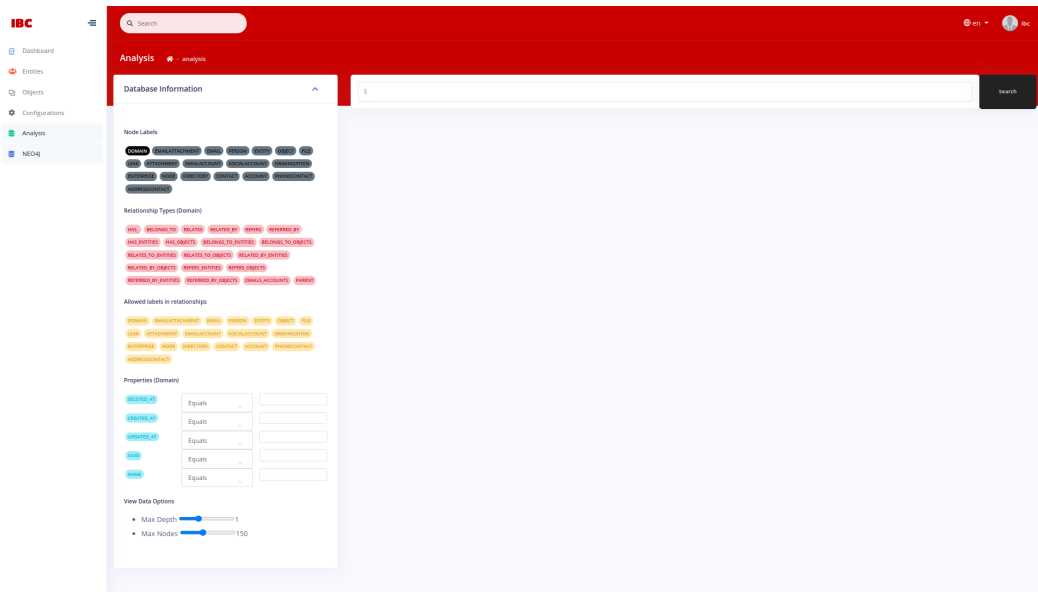 IBC
Search
en
ibc
Dashboard
Entities
Objects
Configurations
Analysis
NEO4J
Analysis - analysis
Database Information
$
Search
Node Labels
DOMAIN EMAILATTACHMENT EMAIL PERSON ENTITY OBJECT FILE
LEAK ATTACHMENT EMAILACCOUNT SOCIALACCOUNT ORGANIZATION
ENTERPRISE NODE DIRECTORY CONTACT ACCOUNT PHONECONTACT
ADDRESSCONTACT
Relationship Types (Domain)
HAS_ BELONGS_TO RELATES RELATED_BY REFERS REFERRED_BY
HAS_ENTITIES HAS_OBJECTS BELONGS_TO_ENTITIES BELONGS_TO_OBJECTS
RELATES_TO_ENTITIES RELATES_TO_OBJECTS RELATED_BY_ENTITIES
RELATED_BY_OBJECTS REFERS_ENTITIES REFERS_OBJECTS
REFERRED_BY_ENTITIES REFERRED_BY_OBJECTS EMAILS_ACCOUNTS PARENT
Allowed labels in relationships
DOMAIN EMAILATTACHMENT EMAIL PERSON ENTITY OBJECT FILE
LEAK ATTACHMENT EMAILACCOUNT SOCIALACCOUNT ORGANIZATION
ENTERPRISE NODE DIRECTORY CONTACT ACCOUNT PHONECONTACT
ADDRESSCONTACT
Properties (Domain)
DELETED_AT Equals
CREATED_AT Equals
UPDATED_AT Equals
UUID Equals
NAME Equals
View Data Options
Max Depth 1
Max Nodes 150